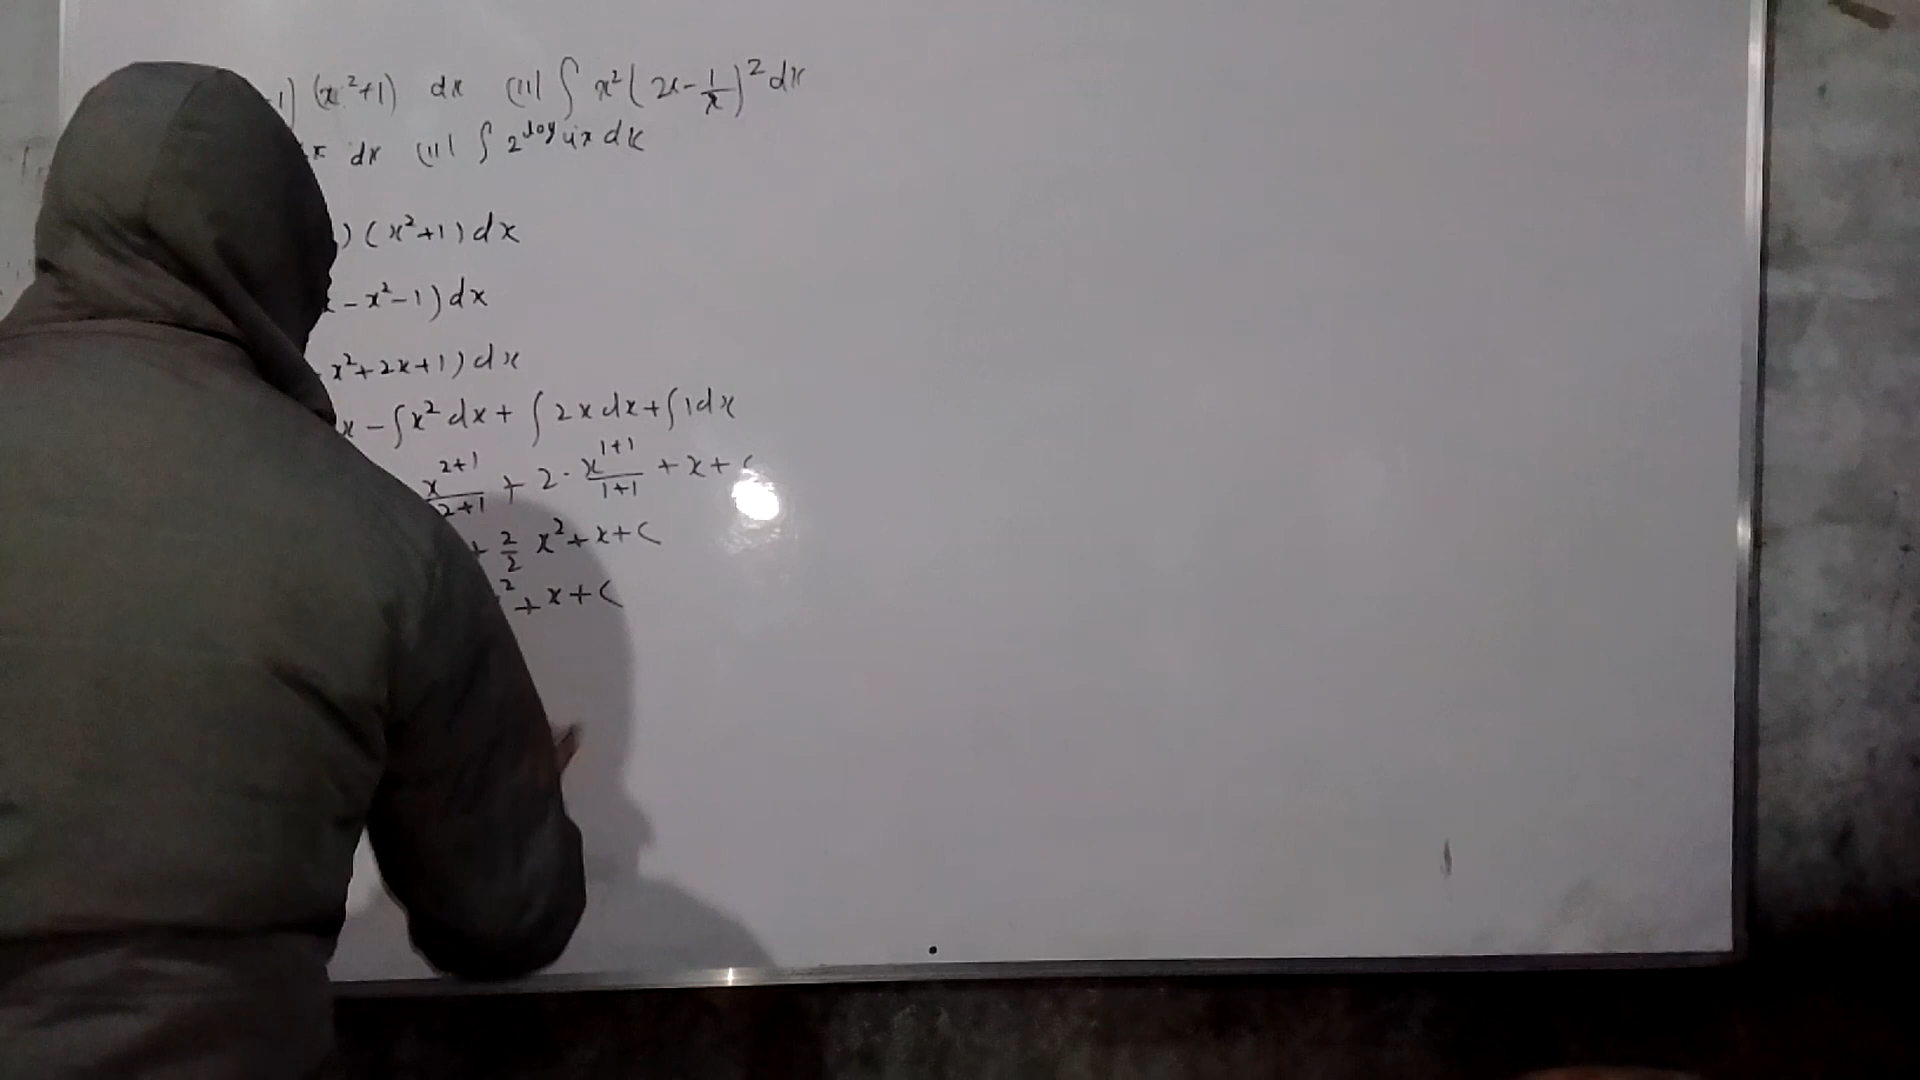 1) (x²+1) dx (ii) ∫ x² (2x - 1/x)² dx
x dx (ii) ∫ 2^log 4x dx
) (x²+1) dx
- x² - 1) dx
x² + 2x + 1) dx
x - ∫x² dx + ∫ 2x dx + ∫ 1 dx
x^(2+1)/(2+1) + 2 · x^(1+1)/(1+1) + x + C
+ 2/2 x² + x + C
² + x + C